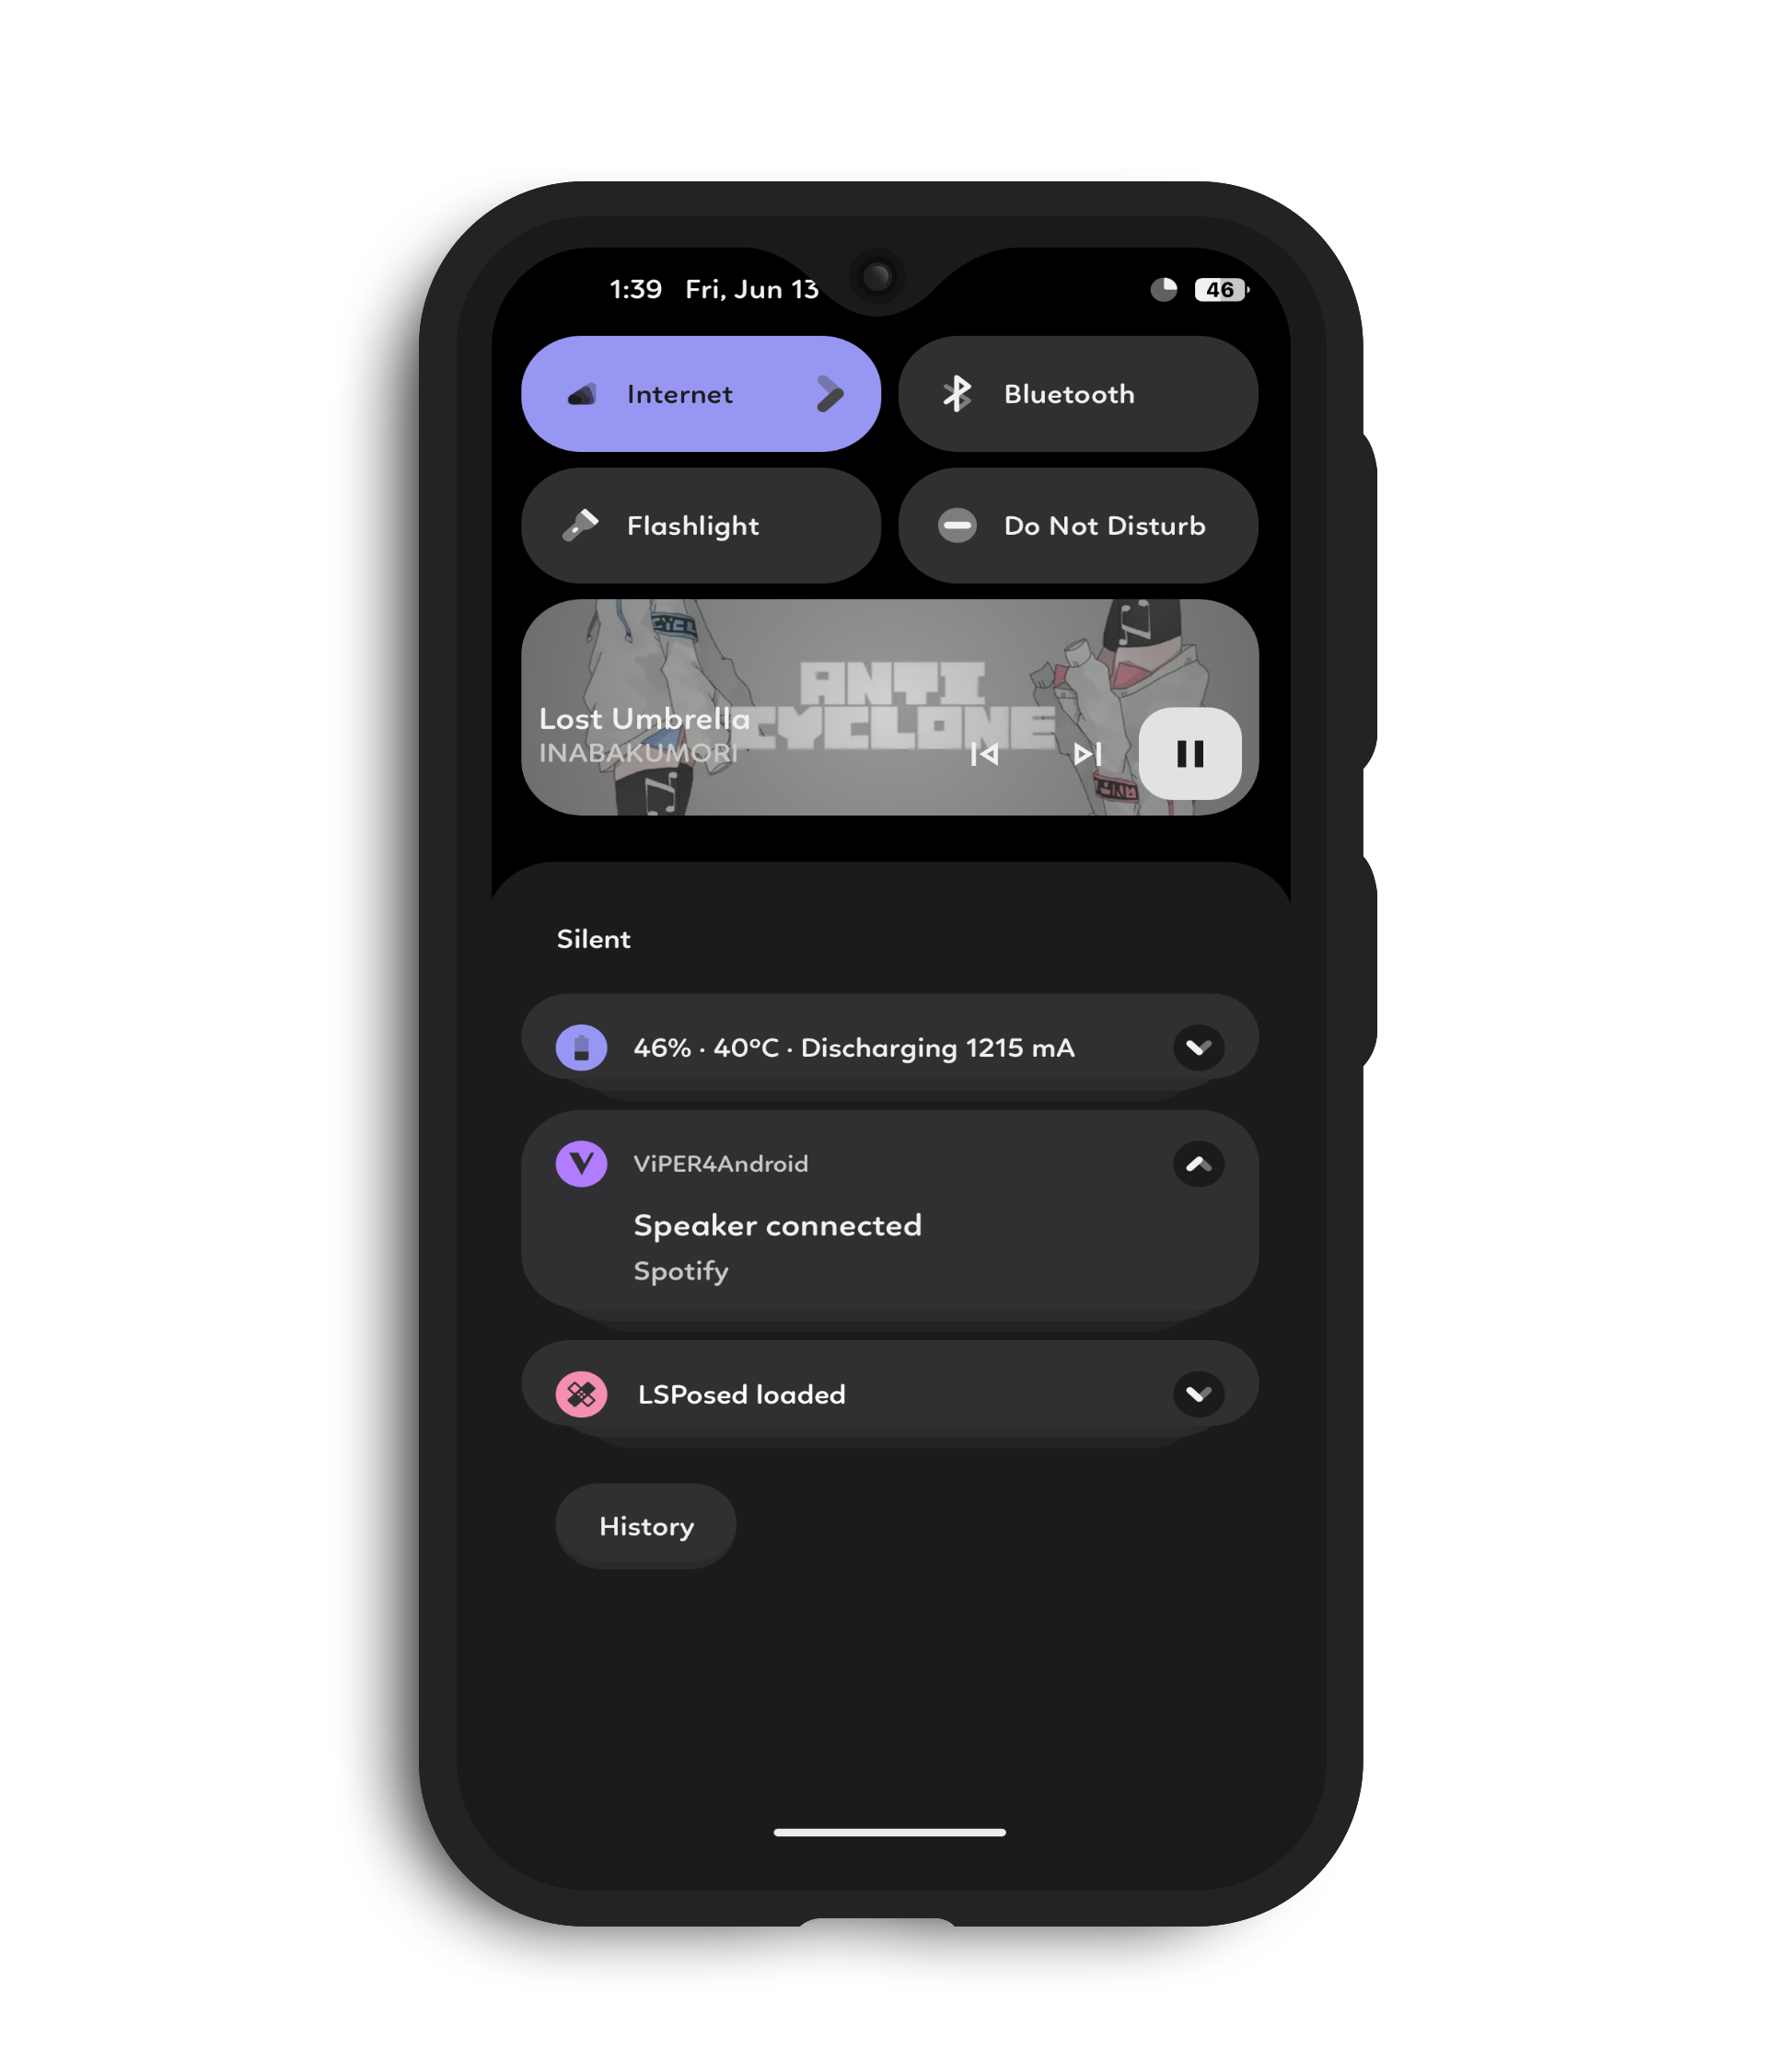 1:39 Fri, Jun 13
46
Internet
Bluetooth
Flashlight
Do Not Disturb
CYCL
ANTI
CYCLONE
Lost Umbrella
INABAKUMORI
Silent
46% · 40°C · Discharging 1215 mA
ViPER4Android
Speaker connected
Spotify
LSPosed loaded
History